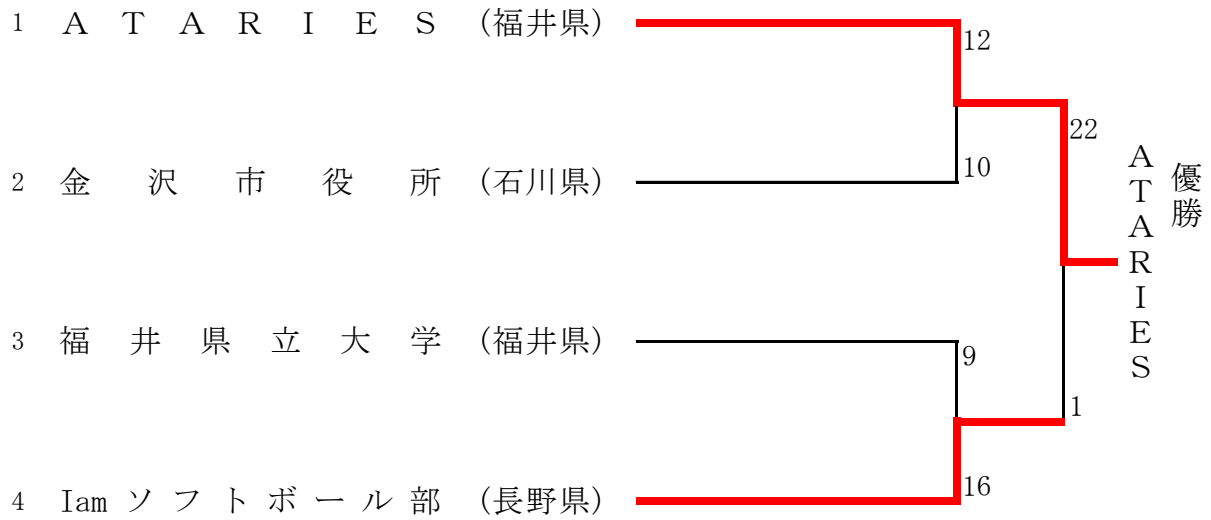 1 ATARIES (福井県)
12
22
10
2 金沢市役所 (石川県)
優勝
ATARIES
3 福井県立大学 (福井県)
9
1
16
4 Iamソフトボール部 (長野県)